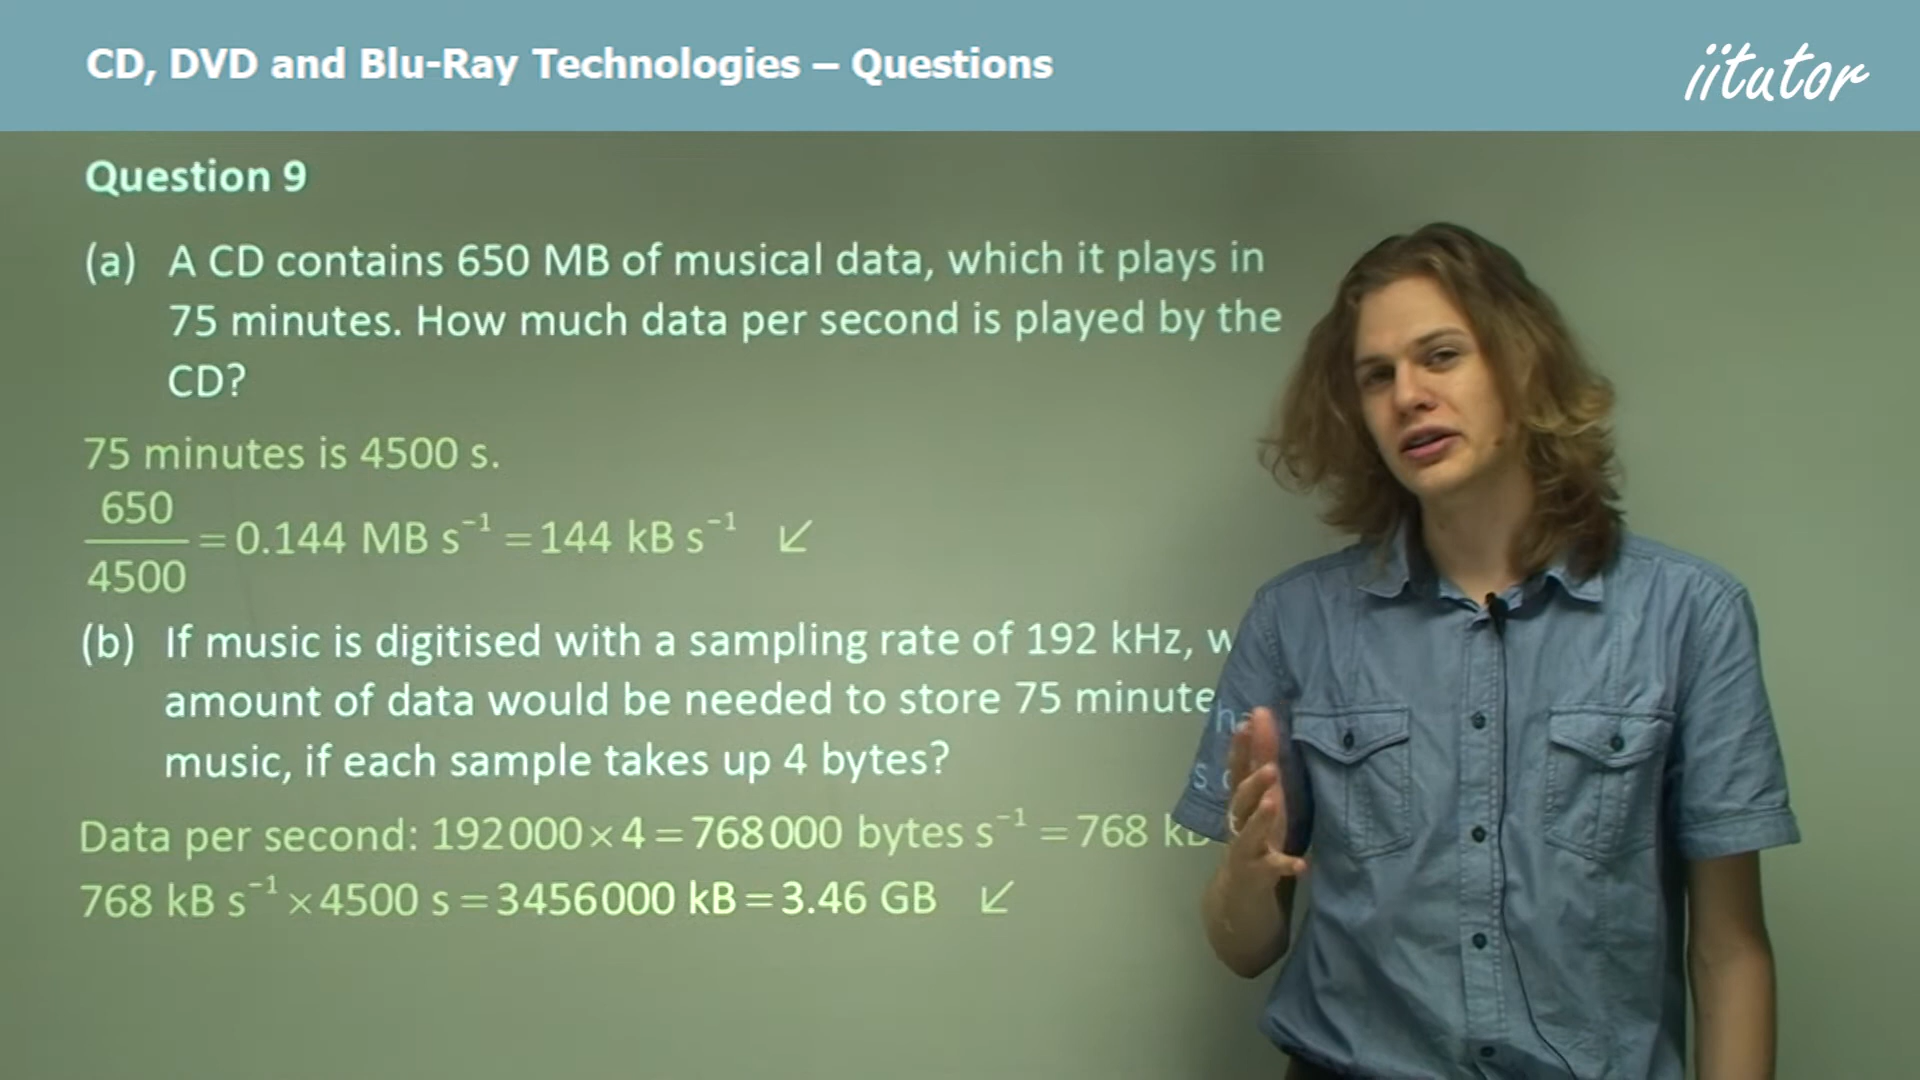 CD, DVD and Blu-Ray Technologies – Questions
iitutor
Question 9
(a) A CD contains 650 MB of musical data, which it plays in
75 minutes. How much data per second is played by the
CD?
75 minutes is 4500 s.
650
4500
= 0.144 MB s⁻¹ = 144 kB s⁻¹ ↙
(b) If music is digitised with a sampling rate of 192 kHz,
amount of data would be needed to store 75
music, if each sample takes up 4 bytes?
Data per second: 192000 × 4 = 768000 bytes s⁻¹ = 768
768 kB s⁻¹ × 4500 s = 3456000 kB = 3.46 GB ↙